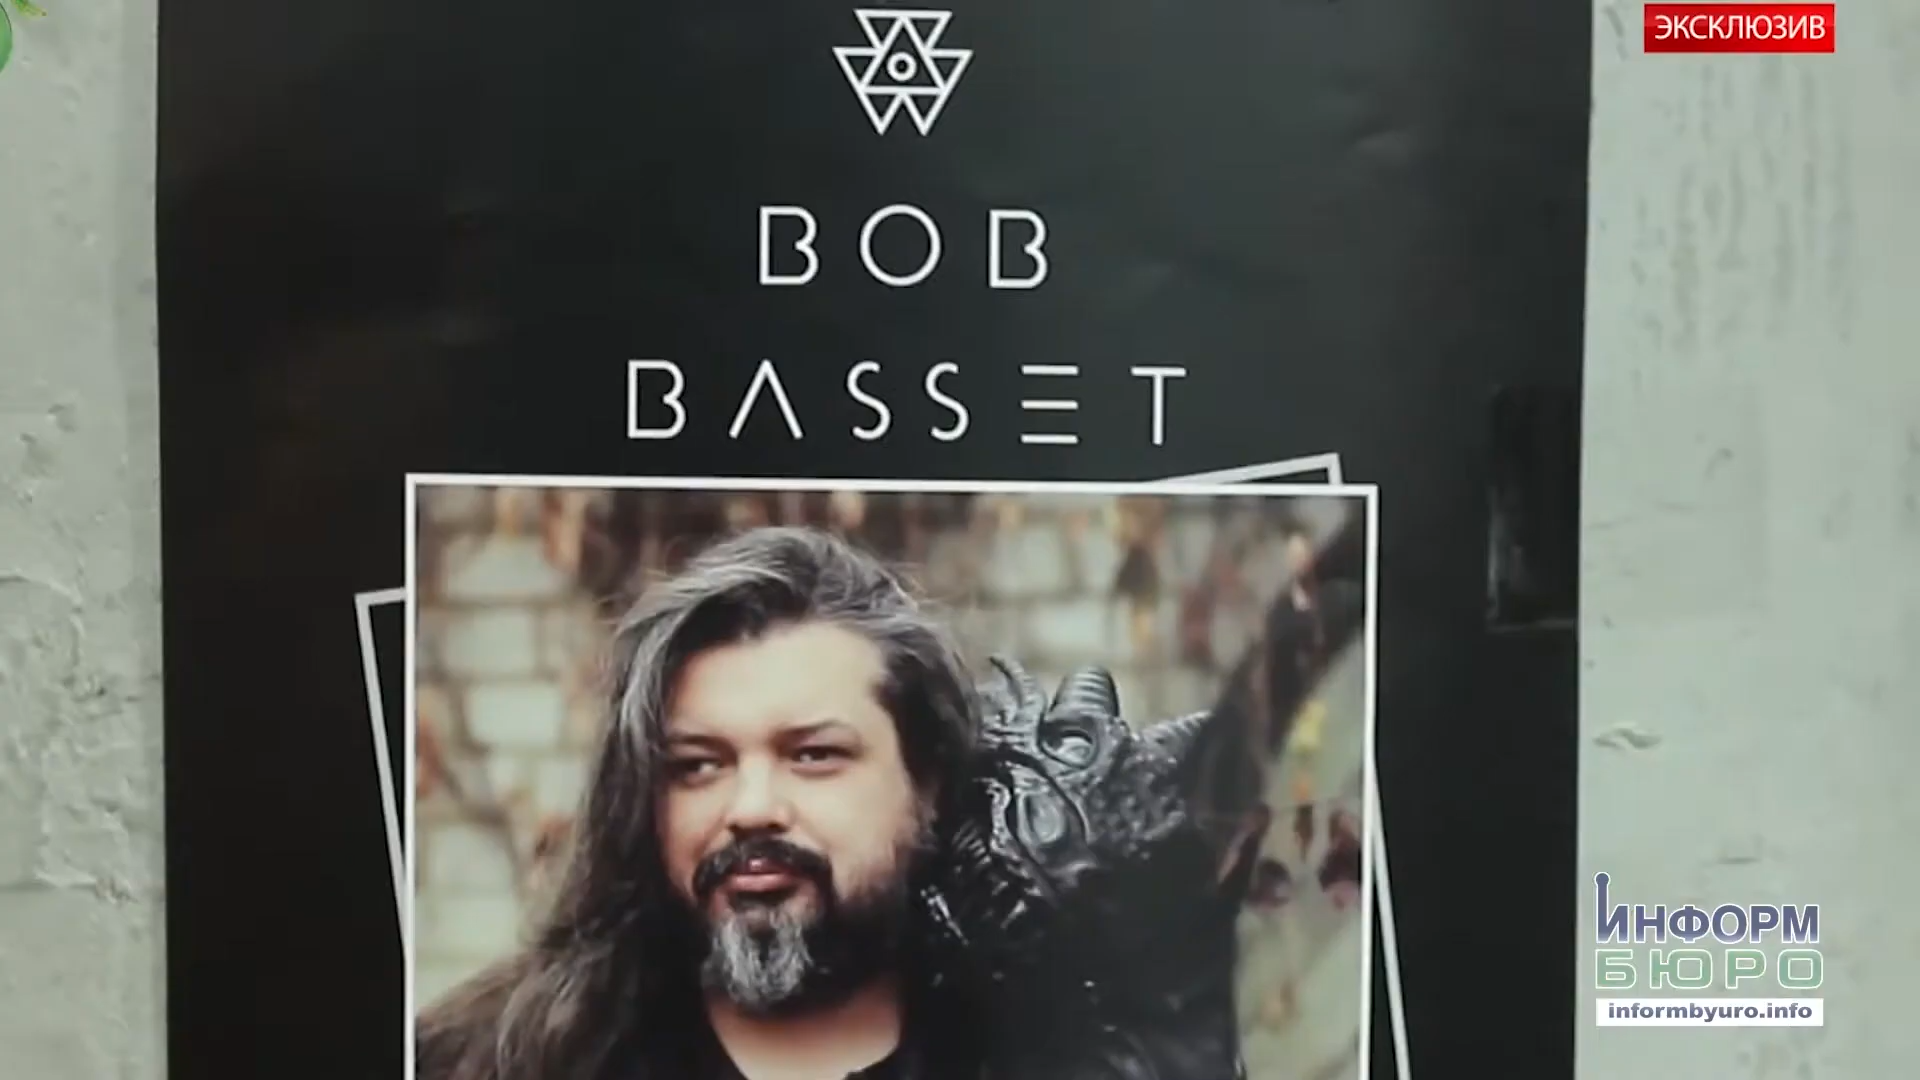 ЭКСКЛЮЗИВ
BOB
BASSET
ИНФОРМ
БЮРО
informbyuro.info